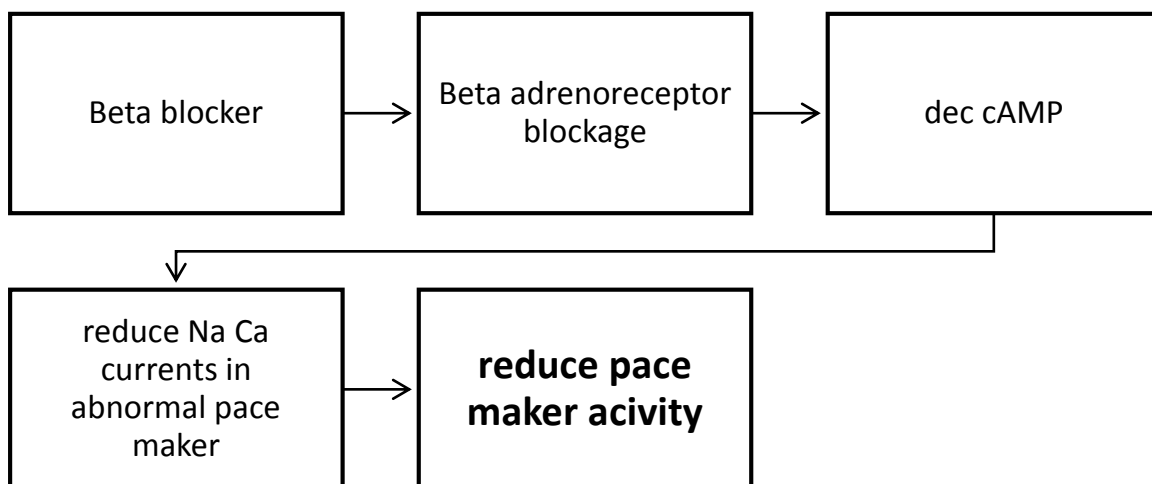 Beta blocker
Beta adrenoreceptor
blockage
dec cAMP
reduce Na Ca
currents in
abnormal pace
maker
reduce pace
maker acivity